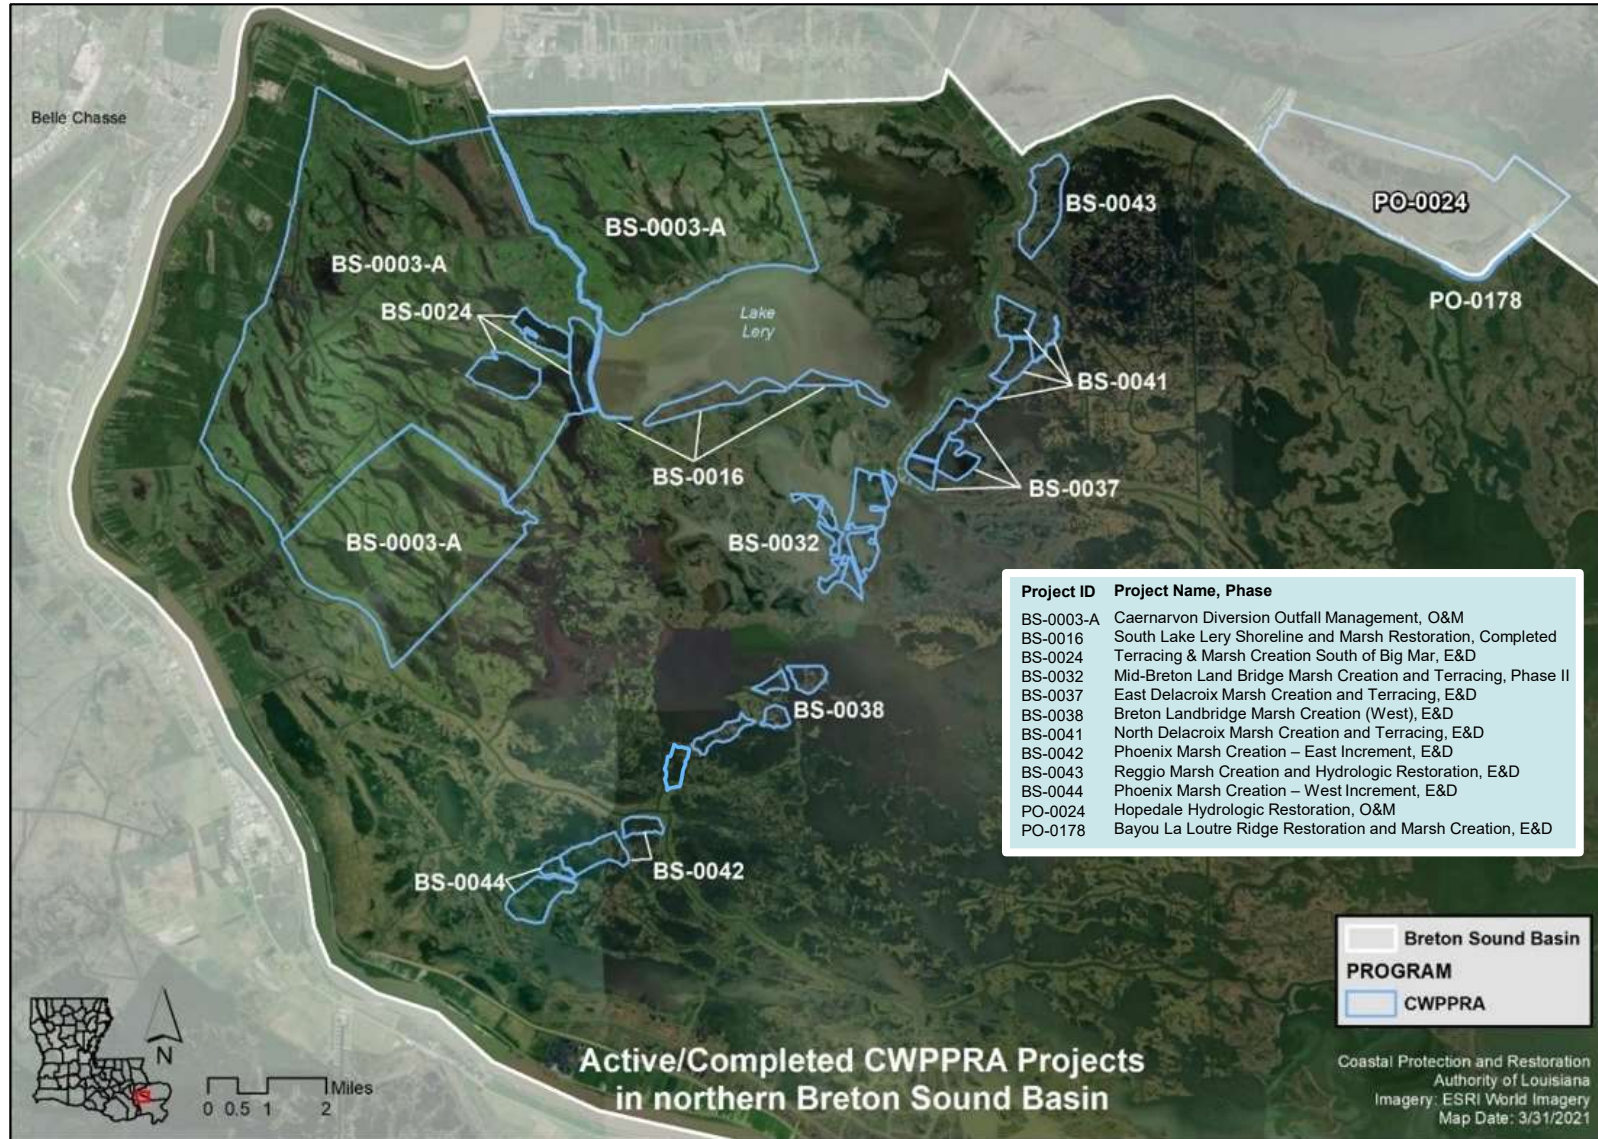 Belle Chasse
BS-0003-A
BS-0003-A
BS-0043
PO-0024
PO-0178
BS-0024
Lake
Lery
BS-0041
BS-0016
BS-0037
BS-0003-A
BS-0032
Project ID Project Name, Phase
BS-0003-A Caernarvon Diversion Outfall Management, O&M
BS-0016 South Lake Lery Shoreline and Marsh Restoration, Completed
BS-0024 Terracing & Marsh Creation South of Big Mar, E&D
BS-0032 Mid-Breton Land Bridge Marsh Creation and Terracing, Phase II
BS-0037 East Delacroix Marsh Creation and Terracing, E&D
BS-0038 Breton Landbridge Marsh Creation (West), E&D
BS-0041 North Delacroix Marsh Creation and Terracing, E&D
BS-0042 Phoenix Marsh Creation – East Increment, E&D
BS-0043 Reggio Marsh Creation and Hydrologic Restoration, E&D
BS-0044 Phoenix Marsh Creation – West Increment, E&D
PO-0024 Hopedale Hydrologic Restoration, O&M
PO-0178 Bayou La Loutre Ridge Restoration and Marsh Creation, E&D
BS-0038
BS-0042
BS-0044
Breton Sound Basin
PROGRAM
CWPPRA
N
Miles
0 0.5 1 2
Active/Completed CWPPRA Projects
in northern Breton Sound Basin
Coastal Protection and Restoration
Authority of Louisiana
Imagery: ESRI World Imagery
Map Date: 3/31/2021